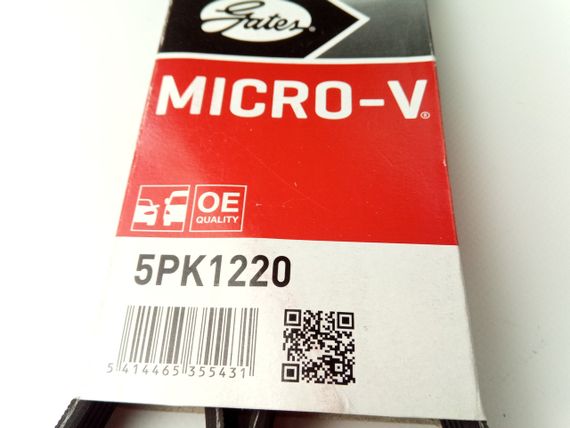 Gates
MICRO-V®
OE
QUALITY
5PK1220
5 414465 355431